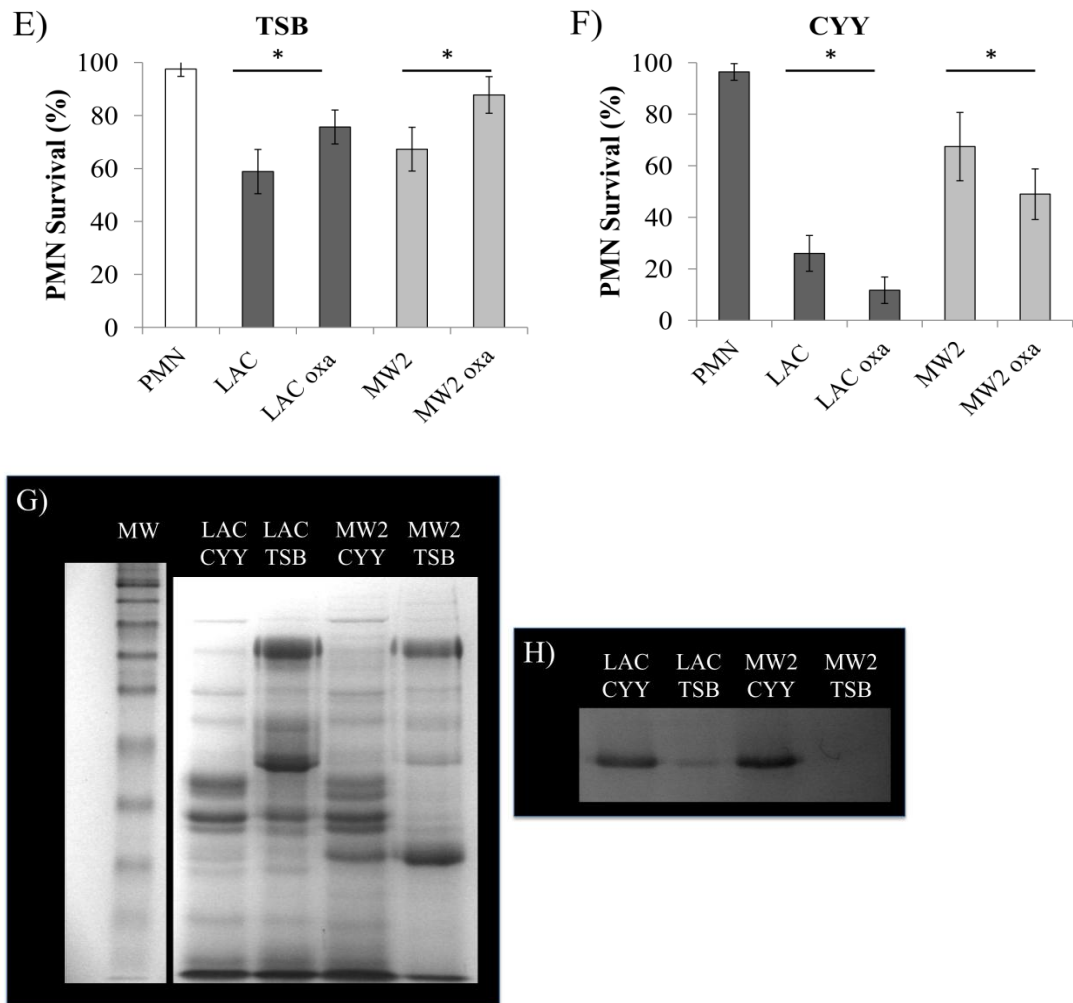 E)
TSB
*
*
100
80
60
40
20
0
PMN Survival (%)
PMN
LAC
LAC oxa
MW2
MW2 oxa
F)
CYY
*
*
100
80
60
40
20
0
PMN Survival (%)
PMN
LAC
LAC oxa
MW2
MW2 oxa
G)
MW
LAC
CYY
LAC
TSB
MW2
CYY
MW2
TSB
H)
LAC
CYY
LAC
TSB
MW2
CYY
MW2
TSB